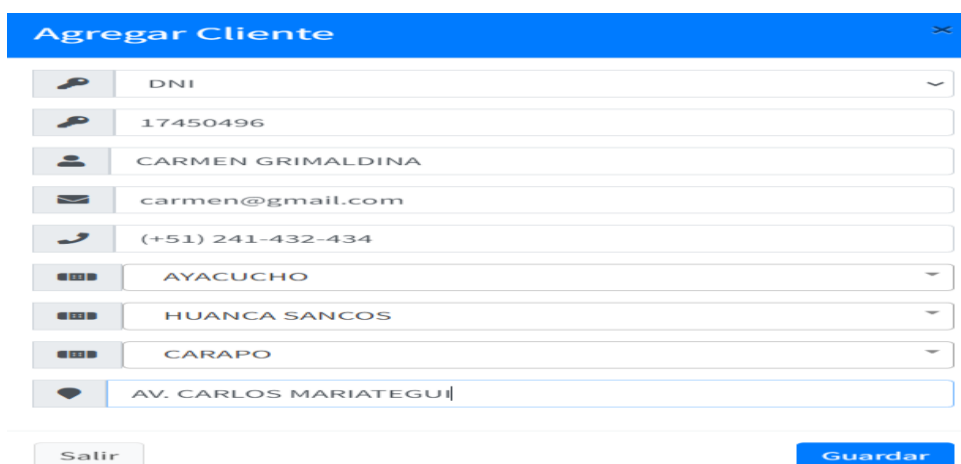 Agregar Cliente
DNI
17450496
CARMEN GRIMALDINA
carmen@gmail.com
(+51) 241-432-434
AYACUCHO
HUANCA SANCOS
CARAPO
AV. CARLOS MARIATEGUI
Salir
Guardar